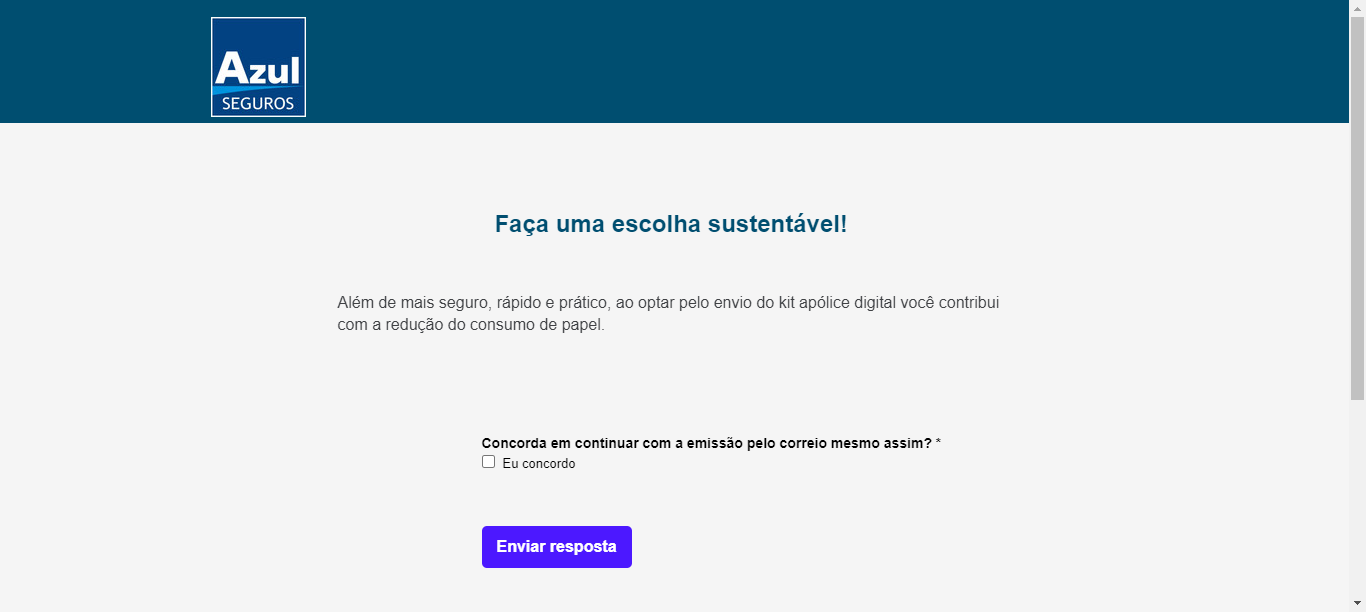 Azul
SEGUROS
Faça uma escolha sustentável!
Além de mais seguro, rápido e prático, ao optar pelo envio do kit apólice digital você contribui
com a redução do consumo de papel.
Concorda em continuar com a emissão pelo correio mesmo assim? *
Eu concordo
Enviar resposta